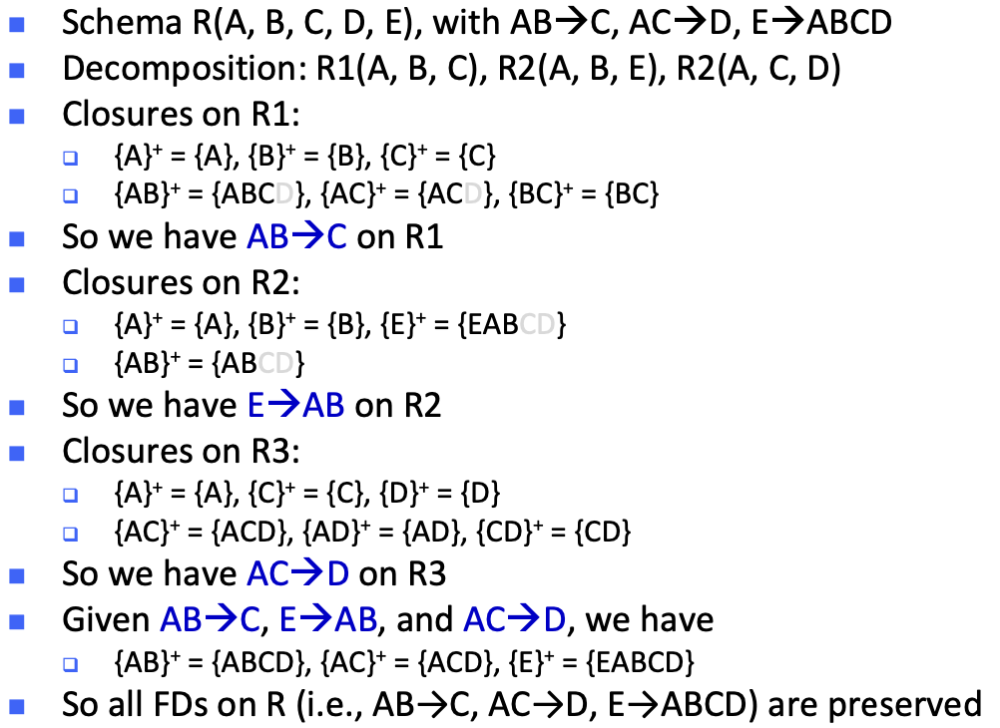 Schema R(A, B, C, D, E), with AB→C, AC→D, E→ABCD
Decomposition: R1(A, B, C), R2(A, B, E), R2(A, C, D)
Closures on R1:
{A}⁺ = {A}, {B}⁺ = {B}, {C}⁺ = {C}
{AB}⁺ = {ABCD}, {AC}⁺ = {ACD}, {BC}⁺ = {BC}
So we have AB→C on R1
Closures on R2:
{A}⁺ = {A}, {B}⁺ = {B}, {E}⁺ = {EABCD}
{AB}⁺ = {ABCD}
So we have E→AB on R2
Closures on R3:
{A}⁺ = {A}, {C}⁺ = {C}, {D}⁺ = {D}
{AC}⁺ = {ACD}, {AD}⁺ = {AD}, {CD}⁺ = {CD}
So we have AC→D on R3
Given AB→C, E→AB, and AC→D, we have
{AB}⁺ = {ABCD}, {AC}⁺ = {ACD}, {E}⁺ = {EABCD}
So all FDs on R (i.e., AB→C, AC→D, E→ABCD) are preserved